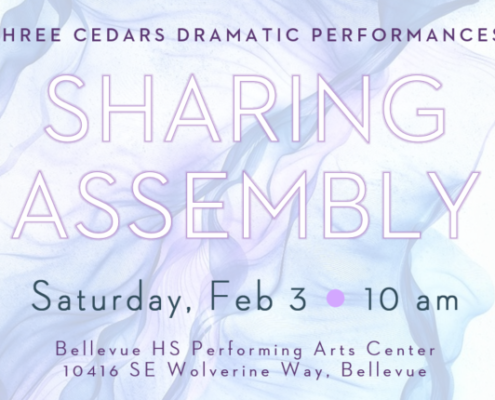 HREE CEDARS DRAMATIC PERFORMANCES
SHARING
ASSEMBLY
Saturday, Feb 3 • 10 am
Bellevue HS Performing Arts Center
10416 SE Wolverine Way, Bellevue